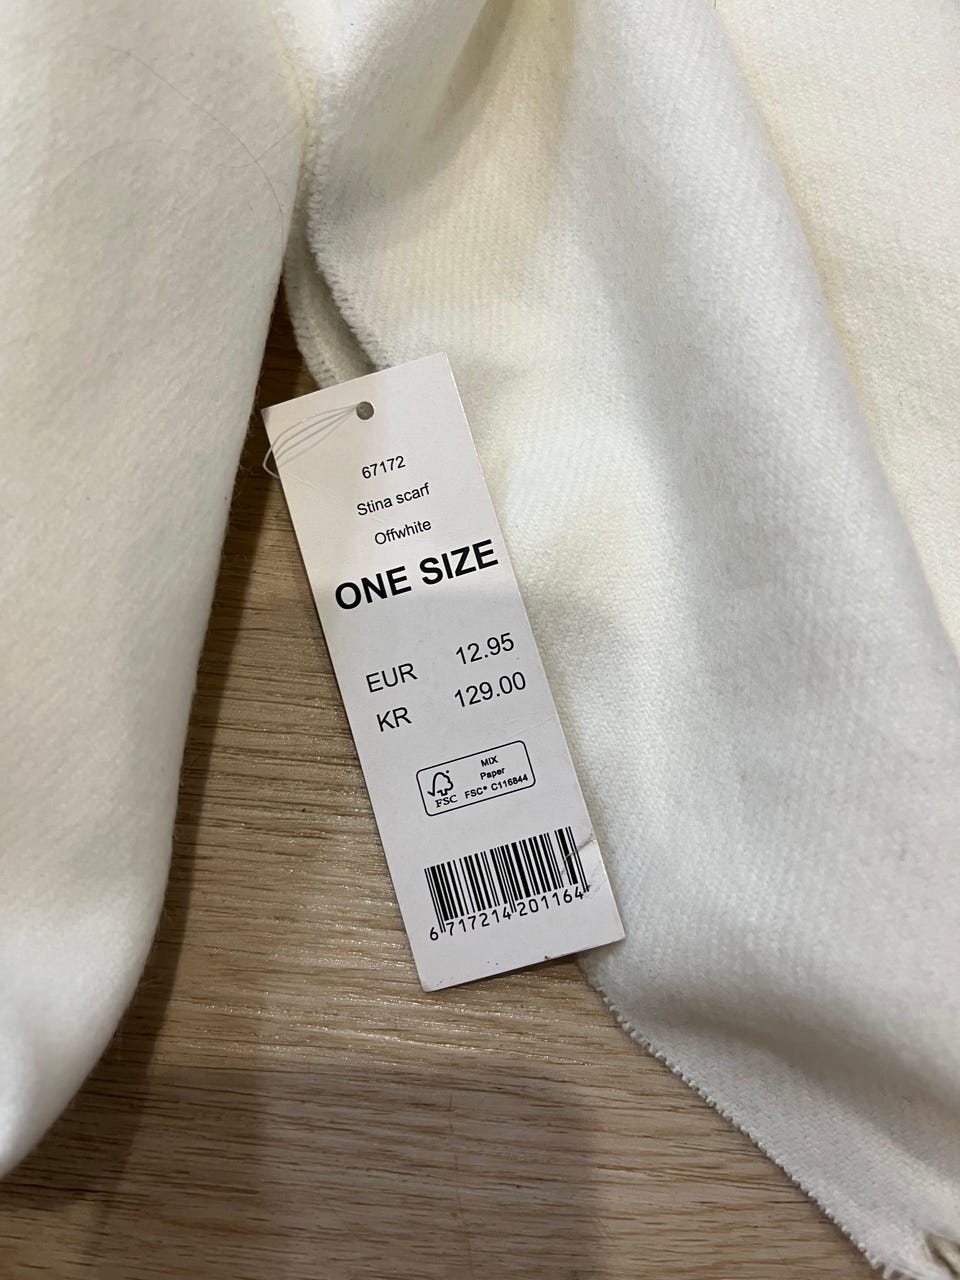 67172
Stina scarf
Offwhite
ONE SIZE
EUR 12.95
KR 129.00
MIX
Paper
FSC® C116844
FSC
6 717214 201164